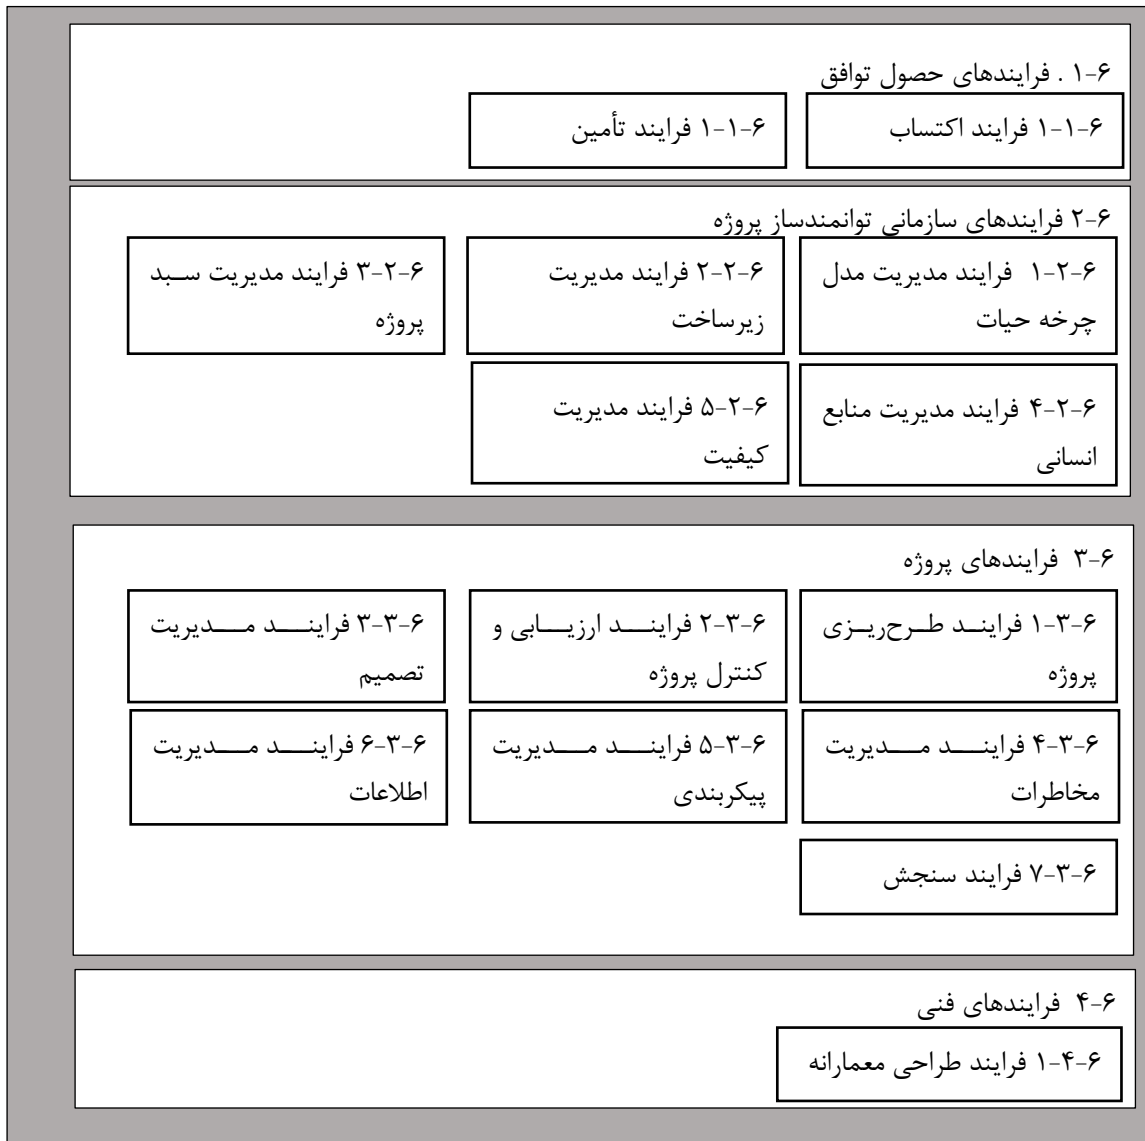 ۶-۱ . فرایندهای حصول توافق
۶-۱-۱ فرایند اکتساب
۶-۱-۱ فرایند تأمین
۶-۲ فرایندهای سازمانی توانمندساز پروژه
۶-۲-۱ فرایند مدیریت مدل
چرخه حیات
۶-۲-۲ فرایند مدیریت
زیرساخت
۶-۲-۳ فرایند مدیریت سبد
پروژه
۶-۲-۴ فرایند مدیریت منابع
انسانی
۶-۲-۵ فرایند مدیریت
کیفیت
۶-۳ فرایندهای پروژه
۶-۳-۱ فرایند طرح‌ریزی
پروژه
۶-۳-۲ فرایند ارزیابی و
کنترل پروژه
۶-۳-۳ فرایند مدیریت
تصمیم
۶-۳-۴ فرایند مدیریت
مخاطرات
۶-۳-۵ فرایند مدیریت
پیکربندی
۶-۳-۶ فرایند مدیریت
اطلاعات
۶-۳-۷ فرایند سنجش
۶-۴ فرایندهای فنی
۶-۴-۱ فرایند طراحی معمارانه